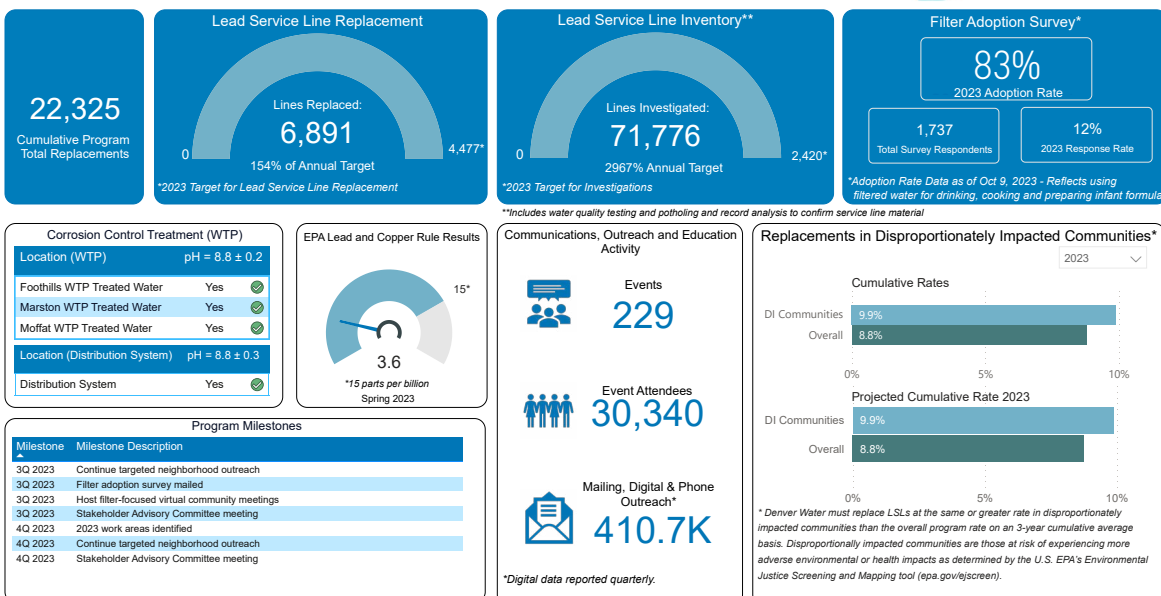 22,325
Cumulative Program
Total Replacements
Lead Service Line Replacement
Lines Replaced:
6,891
0
4,477*
154% of Annual Target
*2023 Target for Lead Service Line Replacement
Lead Service Line Inventory**
Lines Investigated:
71,776
0
2,420*
2967% Annual Target
*2023 Target for Investigations
Filter Adoption Survey*
83%
2023 Adoption Rate
1,737
Total Survey Respondents
12%
2023 Response Rate
*Adoption Rate Data as of Oct 9, 2023 - Reflects using
filtered water for drinking, cooking and preparing infant formula
**Includes water quality testing and potholing and record analysis to confirm service line material
Corrosion Control Treatment (WTP)
Location (WTP) pH = 8.8 ± 0.2
Foothills WTP Treated Water Yes
Marston WTP Treated Water Yes
Moffat WTP Treated Water Yes
Location (Distribution System) pH = 8.8 ± 0.3
Distribution System Yes
EPA Lead and Copper Rule Results
15*
3.6
*15 parts per billion
Spring 2023
Program Milestones
Milestone Milestone Description
3Q 2023 Continue targeted neighborhood outreach
3Q 2023 Filter adoption survey mailed
3Q 2023 Host filter-focused virtual community meetings
3Q 2023 Stakeholder Advisory Committee meeting
4Q 2023 2023 work areas identified
4Q 2023 Continue targeted neighborhood outreach
4Q 2023 Stakeholder Advisory Committee meeting
Communications, Outreach and Education
Activity
Events
229
Event Attendees
30,340
Mailing, Digital & Phone
Outreach*
410.7K
*Digital data reported quarterly.
Replacements in Disproportionately Impacted Communities*
2023
Cumulative Rates
DI Communities 9.9%
Overall 8.8%
0% 5% 10%
Projected Cumulative Rate 2023
DI Communities 9.9%
Overall 8.8%
0% 5% 10%
* Denver Water must replace LSLs at the same or greater rate in disproportionately
impacted communities than the overall program rate on an 3-year cumulative average
basis. Disproportionally impacted communities are those at risk of experiencing more
adverse environmental or health impacts as determined by the U.S. EPA's Environmental
Justice Screening and Mapping tool (epa.gov/ejscreen).